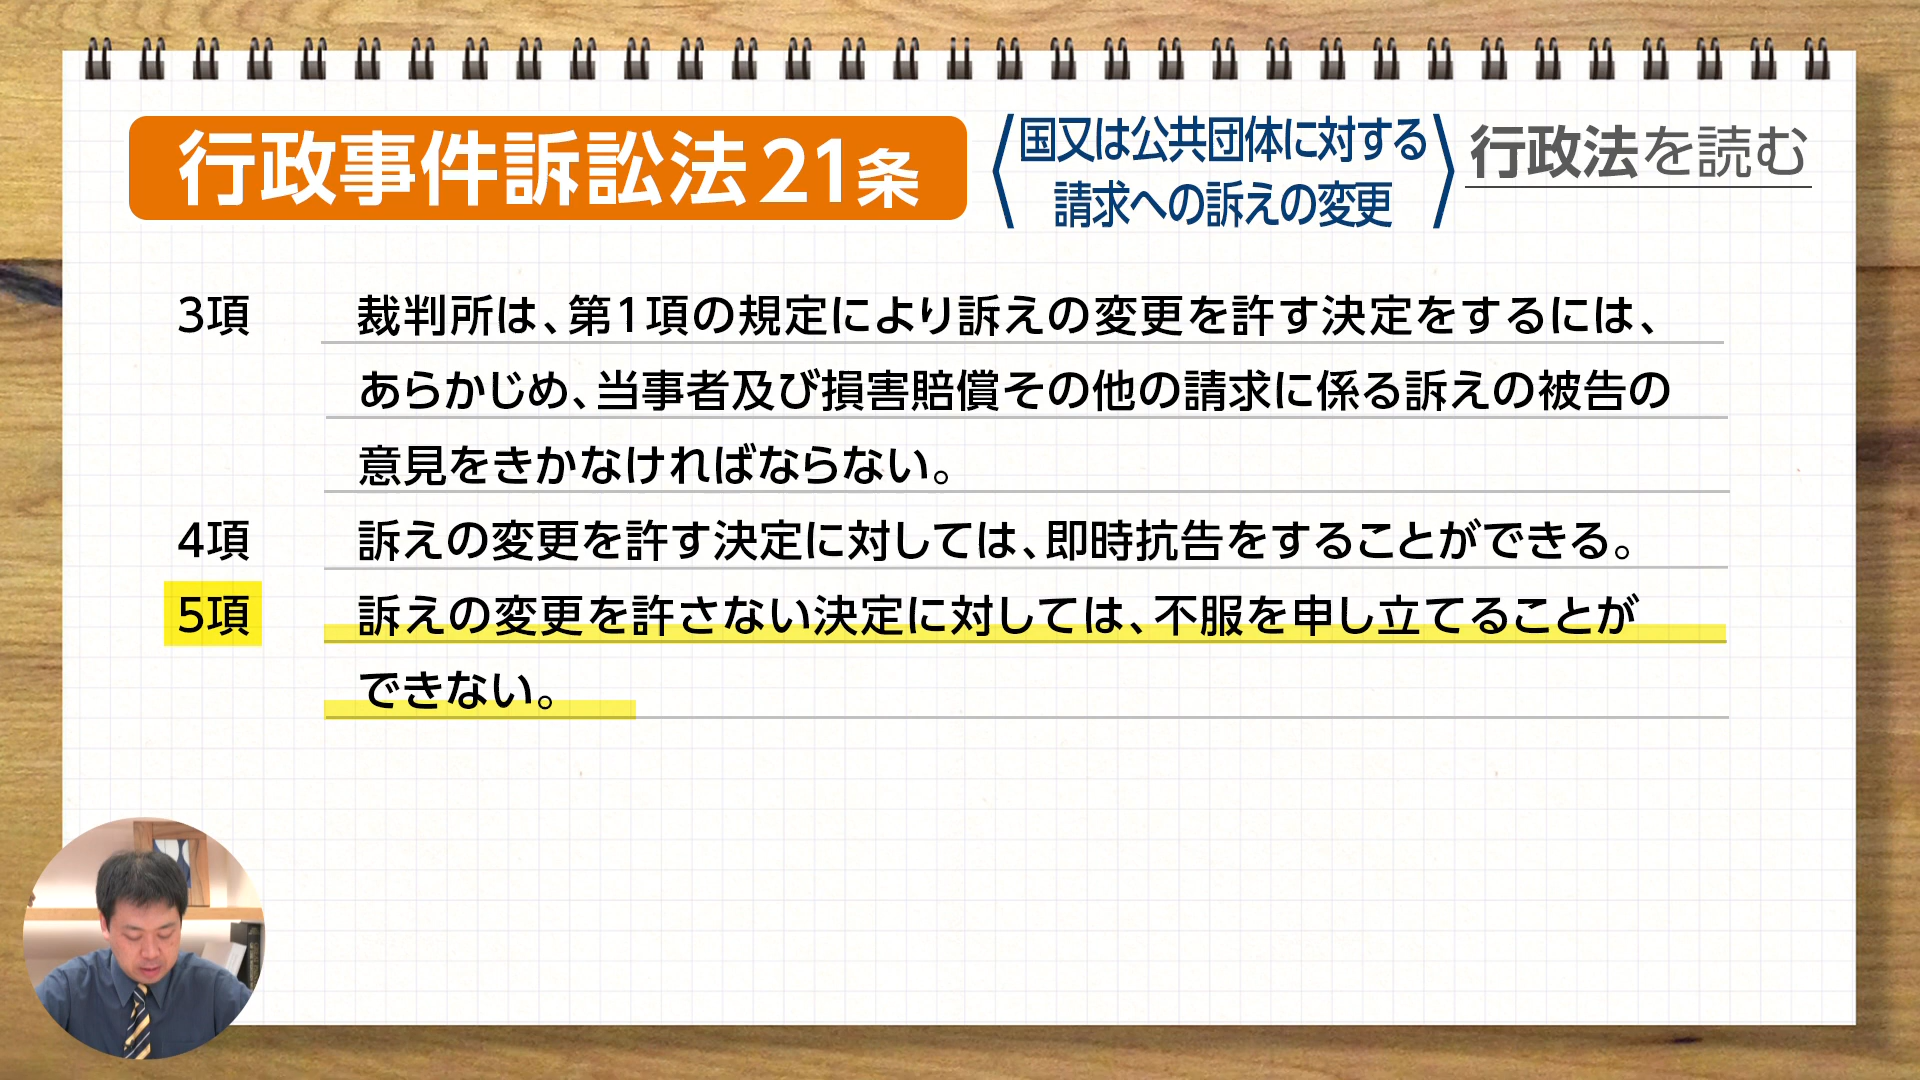 行政事件訴訟法21条
〈国又は公共団体に対する
請求への訴えの変更〉
行政法を読む
3項 裁判所は、第1項の規定により訴えの変更を許す決定をするには、
あらかじめ、当事者及び損害賠償その他の請求に係る訴えの被告の
意見をきかなければならない。
4項 訴えの変更を許す決定に対しては、即時抗告をすることができる。
5項 訴えの変更を許さない決定に対しては、不服を申し立てることが
できない。